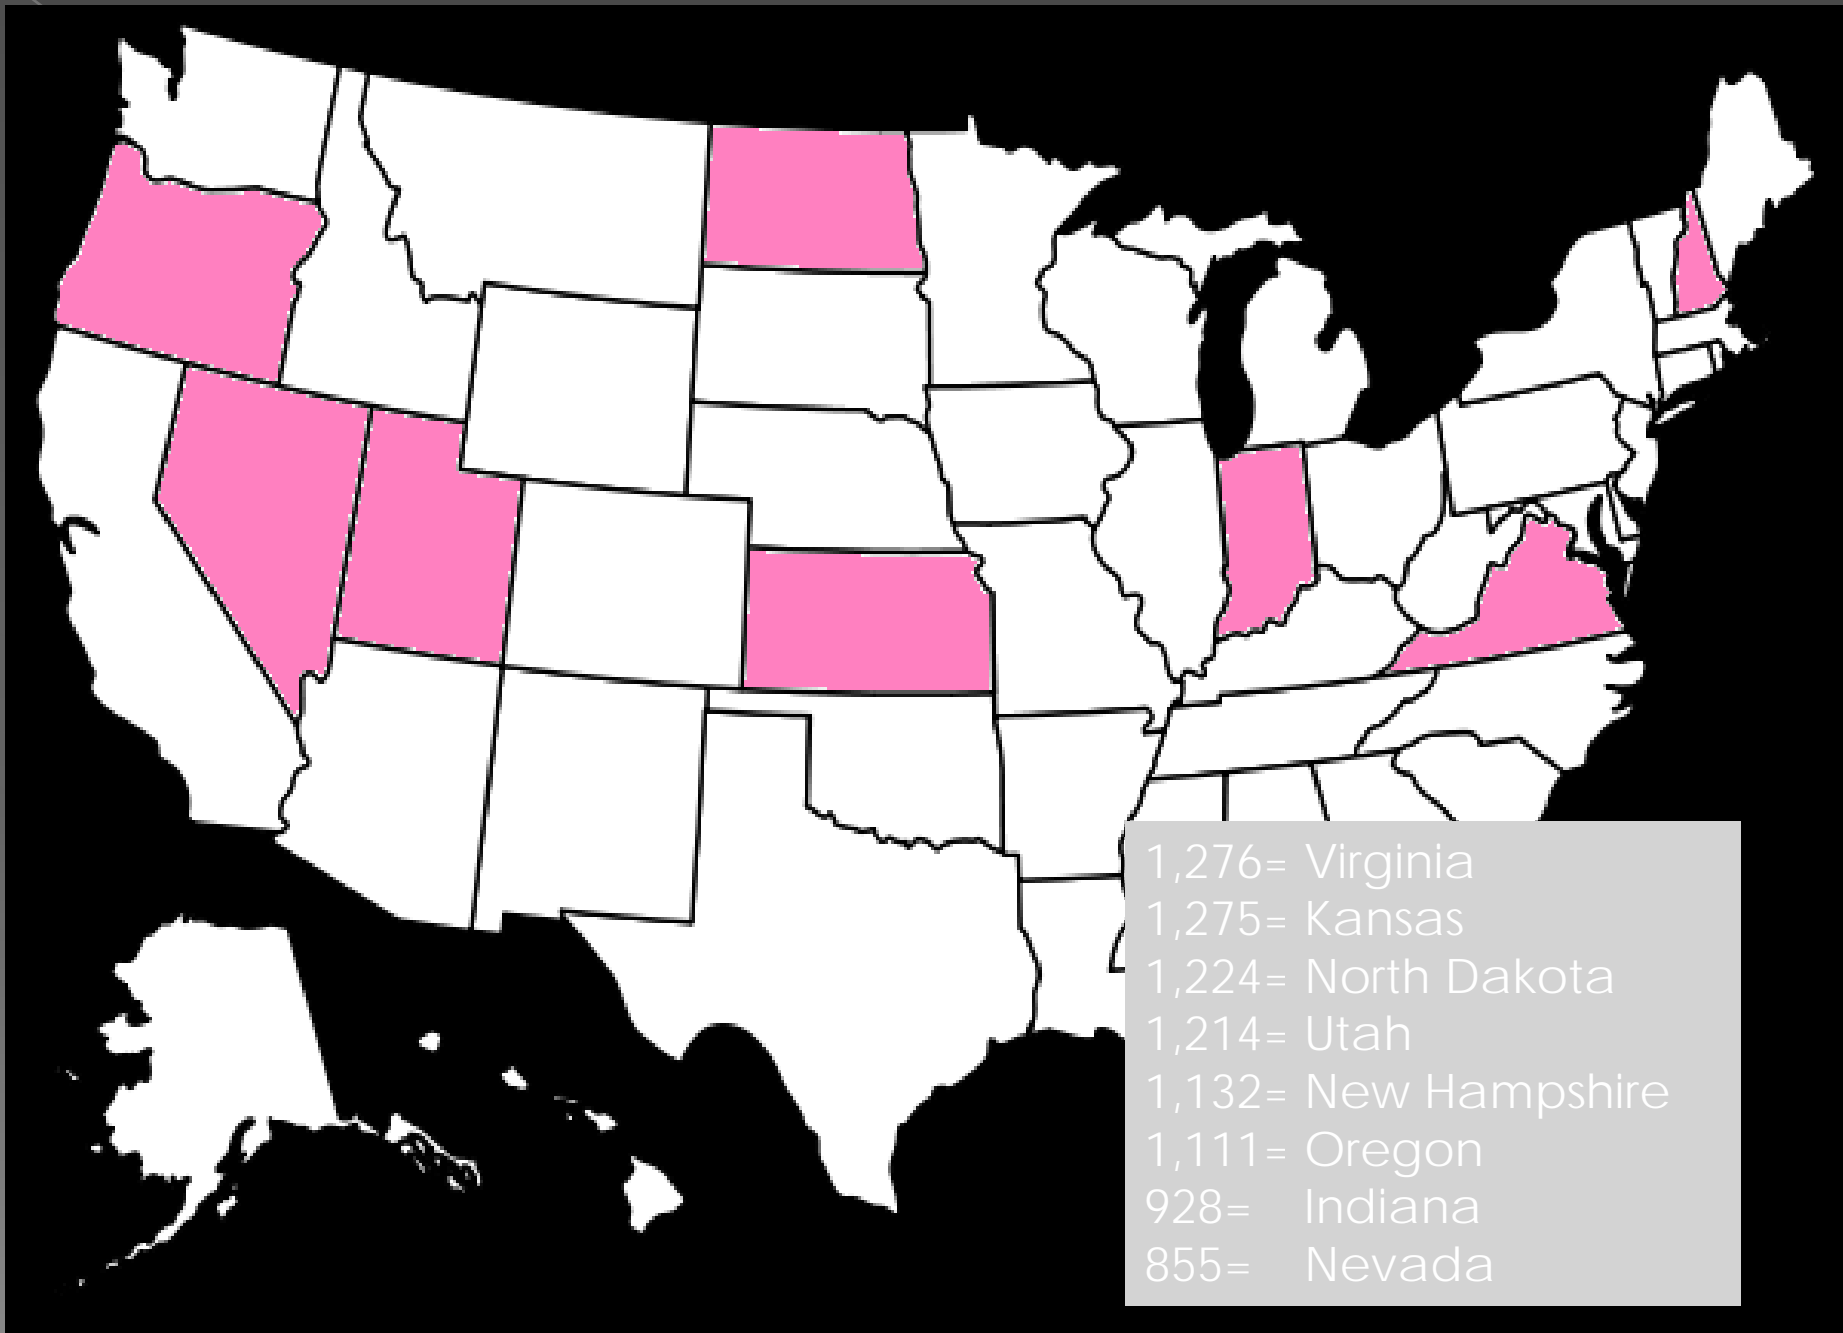 1,276= Virginia
1,275= Kansas
1,224= North Dakota
1,214= Utah
1,132= New Hampshire
1,111= Oregon
928= Indiana
855= Nevada